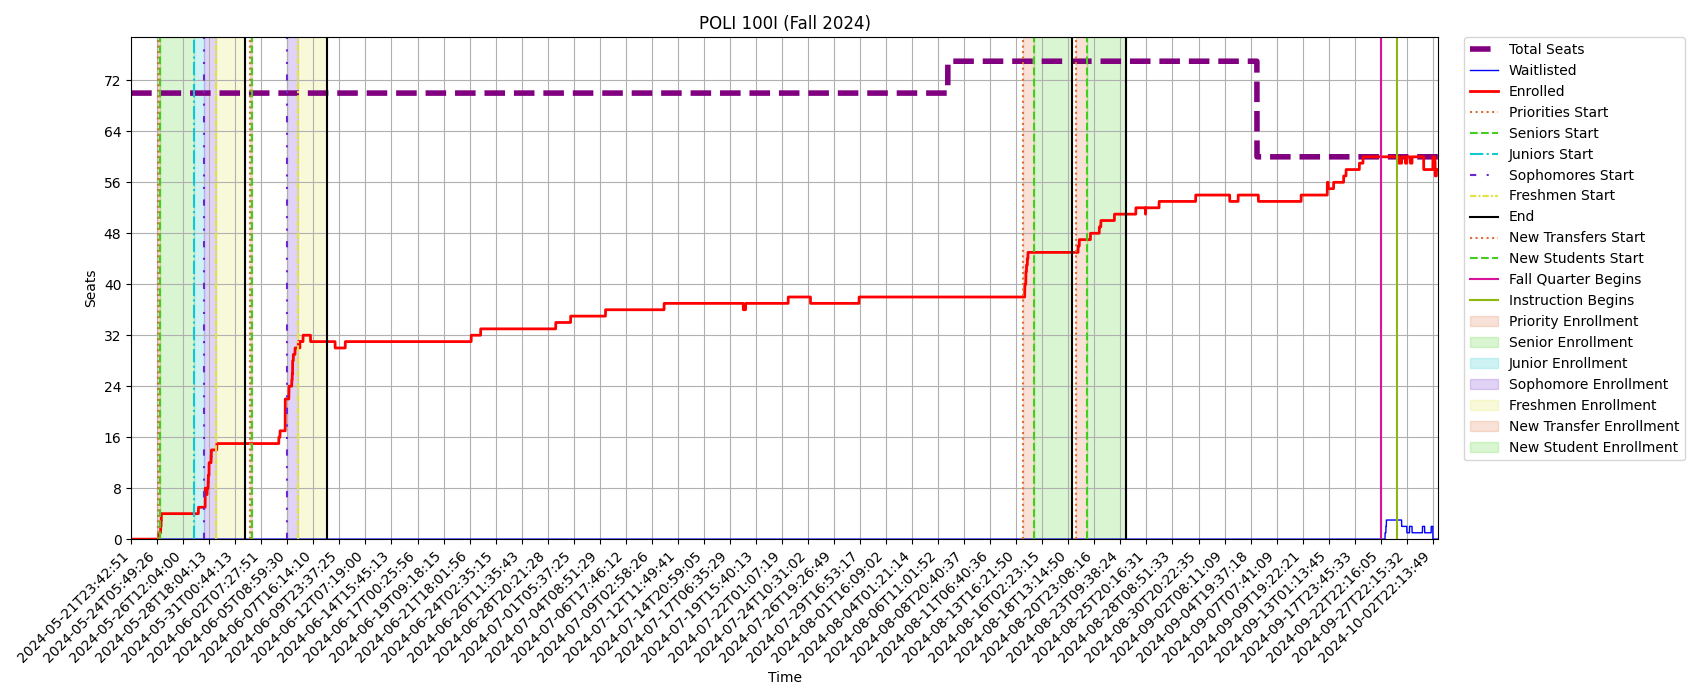 POLI 100I (Fall 2024)
Seats
72
64
56
48
40
32
24
16
8
0
2024-05-21T23:42:51
2024-05-24T05:49:26
2024-05-26T12:04:00
2024-05-28T18:04:13
2024-05-31T00:44:13
2024-06-02T07:27:51
2024-06-05T08:59:30
2024-06-07T16:14:10
2024-06-09T23:37:25
2024-06-12T07:19:00
2024-06-14T15:45:13
2024-06-17T00:25:56
2024-06-19T09:18:15
2024-06-21T18:01:56
2024-06-24T02:35:15
2024-06-26T11:35:43
2024-06-28T20:21:28
2024-07-01T05:37:25
2024-07-04T08:51:29
2024-07-06T17:46:12
2024-07-09T02:58:26
2024-07-12T11:49:41
2024-07-14T20:59:05
2024-07-17T06:35:29
2024-07-19T15:40:13
2024-07-22T01:07:19
2024-07-24T10:31:02
2024-07-26T19:26:49
2024-07-29T16:53:17
2024-08-01T16:09:02
2024-08-04T01:21:14
2024-08-06T11:01:52
2024-08-08T20:40:37
2024-08-11T06:40:36
2024-08-13T16:21:50
2024-08-16T02:23:15
2024-08-18T13:14:50
2024-08-20T23:08:16
2024-08-23T09:38:24
2024-08-25T20:16:31
2024-08-28T08:51:33
2024-08-30T20:22:35
2024-09-02T08:11:09
2024-09-04T19:37:18
2024-09-07T07:41:09
2024-09-09T19:22:21
2024-09-13T01:13:45
2024-09-17T23:45:33
2024-09-22T22:16:05
2024-09-27T22:15:32
2024-10-02T22:13:49
Time
Total Seats
Waitlisted
Enrolled
Priorities Start
Seniors Start
Juniors Start
Sophomores Start
Freshmen Start
End
New Transfers Start
New Students Start
Fall Quarter Begins
Instruction Begins
Priority Enrollment
Senior Enrollment
Junior Enrollment
Sophomore Enrollment
Freshmen Enrollment
New Transfer Enrollment
New Student Enrollment